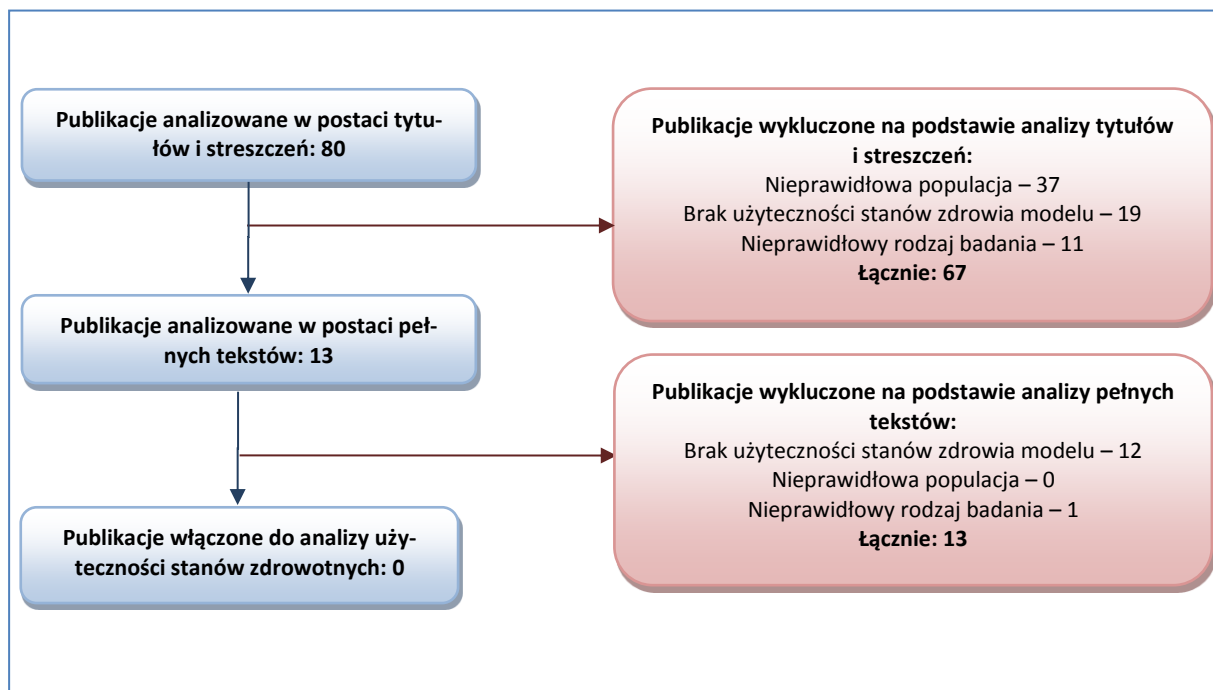 Publikacje analizowane w postaci tytu-
łów i streszczeń: 80
Publikacje wykluczone na podstawie analizy tytułów
i streszczeń:
Nieprawidłowa populacja – 37
Brak użyteczności stanów zdrowia modelu – 19
Nieprawidłowy rodzaj badania – 11
Łącznie: 67
Publikacje analizowane w postaci peł-
nych tekstów: 13
Publikacje wykluczone na podstawie analizy pełnych
tekstów:
Brak użyteczności stanów zdrowia modelu – 12
Nieprawidłowa populacja – 0
Nieprawidłowy rodzaj badania – 1
Łącznie: 13
Publikacje włączone do analizy uży-
teczności stanów zdrowotnych: 0